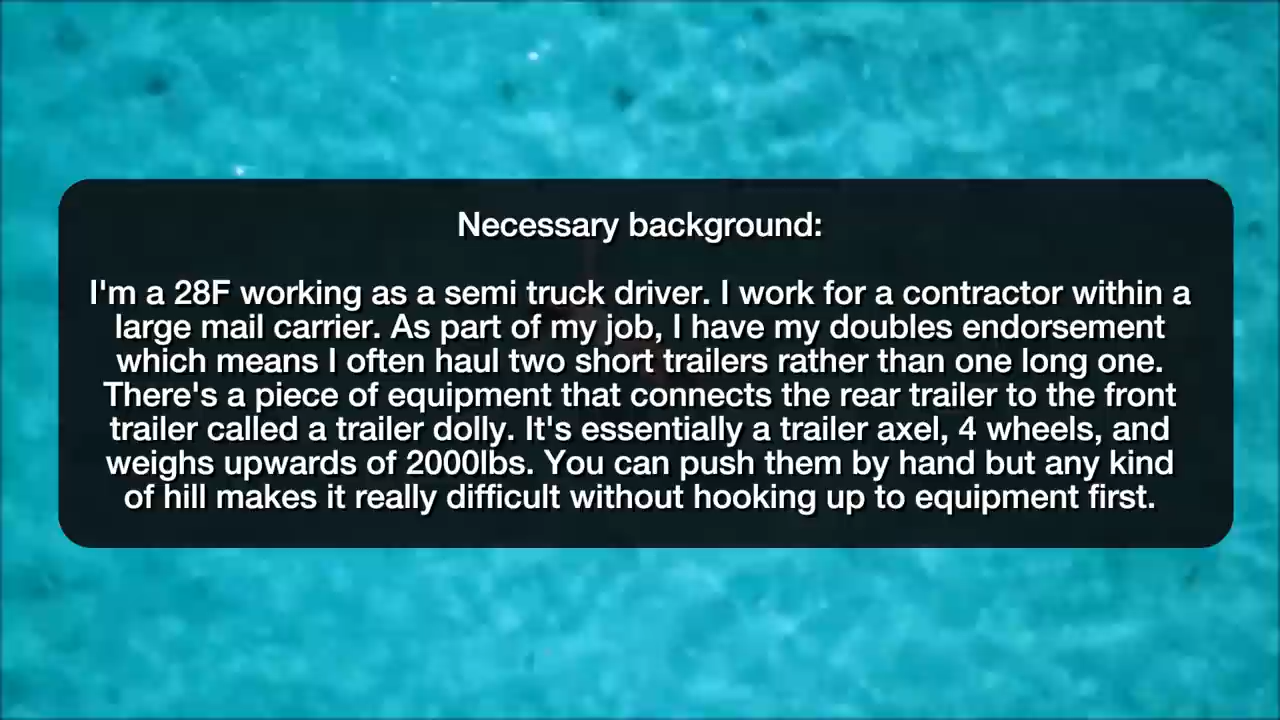 Necessary background:
I'm a 28F working as a semi truck driver. I work for a contractor within a
large mail carrier. As part of my job, I have my doubles endorsement
which means I often haul two short trailers rather than one long one.
There's a piece of equipment that connects the rear trailer to the front
trailer called a trailer dolly. It's essentially a trailer axel, 4 wheels, and
weighs upwards of 2000lbs. You can push them by hand but any kind
of hill makes it really difficult without hooking up to equipment first.